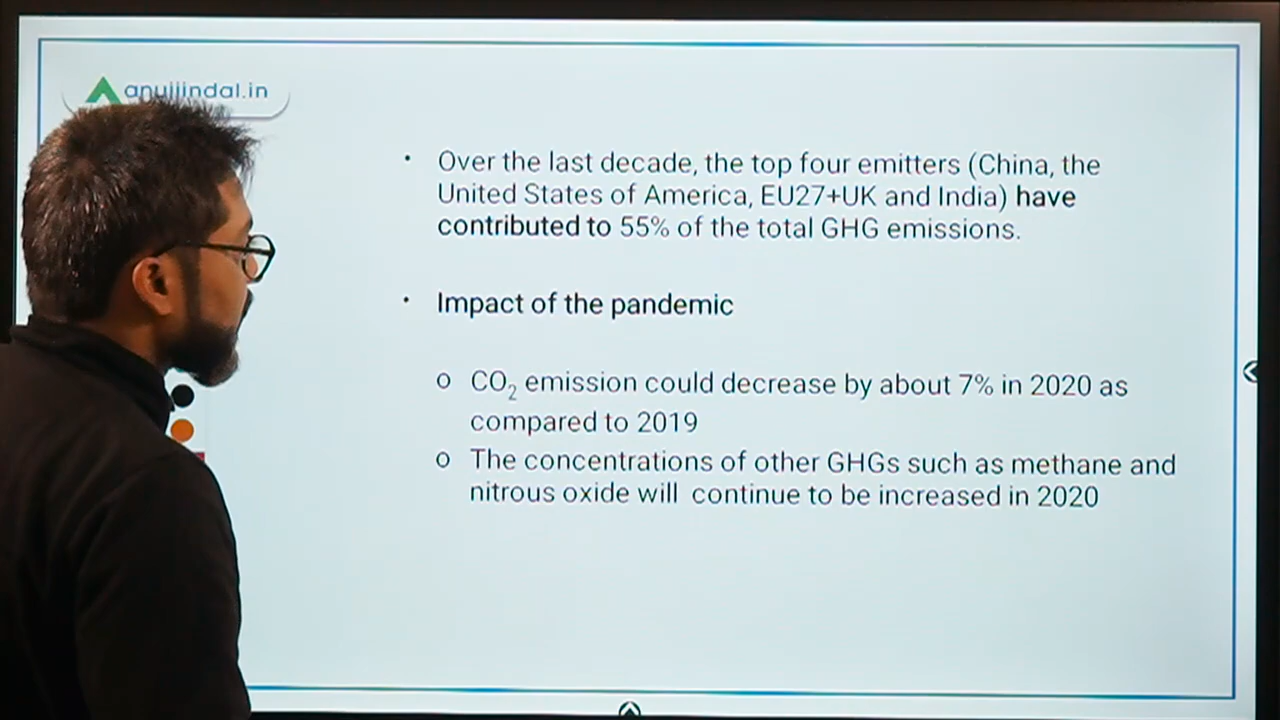 anujjindal.in
• Over the last decade, the top four emitters (China, the
United States of America, EU27+UK and India) have
contributed to 55% of the total GHG emissions.
• Impact of the pandemic
o CO₂ emission could decrease by about 7% in 2020 as
compared to 2019
o The concentrations of other GHGs such as methane and
nitrous oxide will continue to be increased in 2020